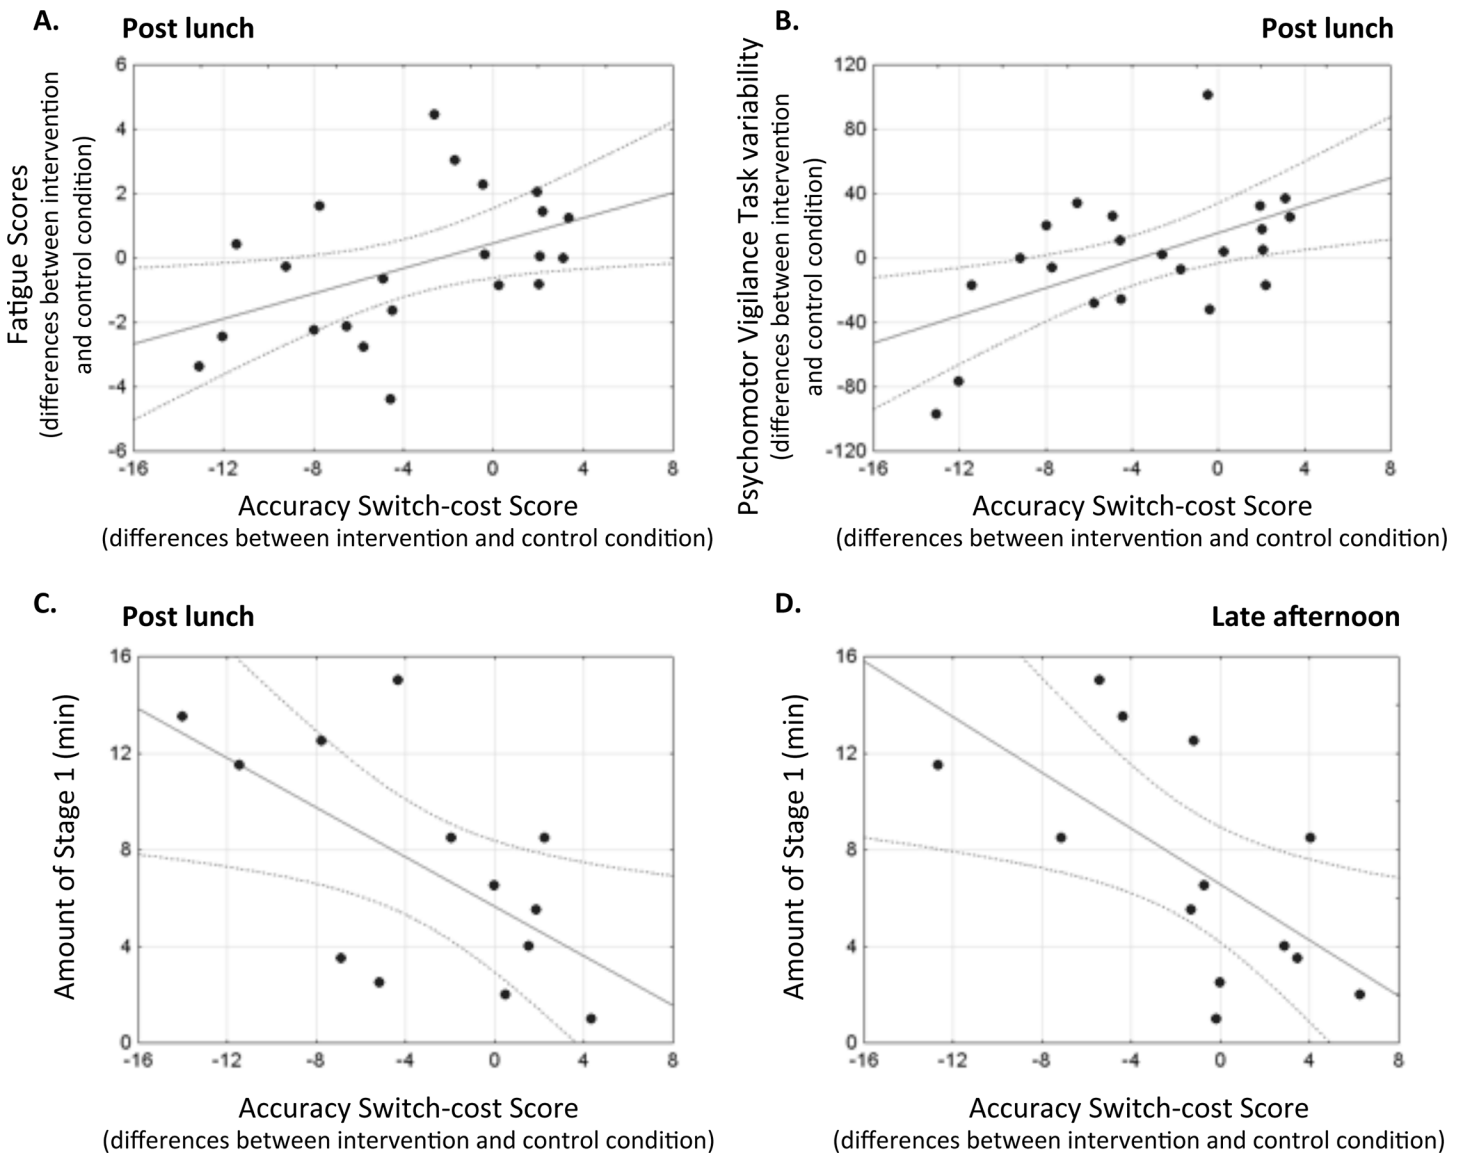 A.
Post lunch
6
4
2
0
-2
-4
-6
Fatigue Scores
(differences between intervention
and control condition)
-16 -12 -8 -4 0 4 8
Accuracy Switch-cost Score
(differences between intervention and control condition)
B.
Post lunch
120
80
40
0
-40
-80
-120
Psychomotor Vigilance Task variability
(differences between intervention
and control condition)
-16 -12 -8 -4 0 4 8
Accuracy Switch-cost Score
(differences between intervention and control condition)
C.
Post lunch
16
12
8
4
0
Amount of Stage 1 (min)
-16 -12 -8 -4 0 4 8
Accuracy Switch-cost Score
(differences between intervention and control condition)
D.
Late afternoon
16
12
8
4
0
Amount of Stage 1 (min)
-16 -12 -8 -4 0 4 8
Accuracy Switch-cost Score
(differences between intervention and control condition)